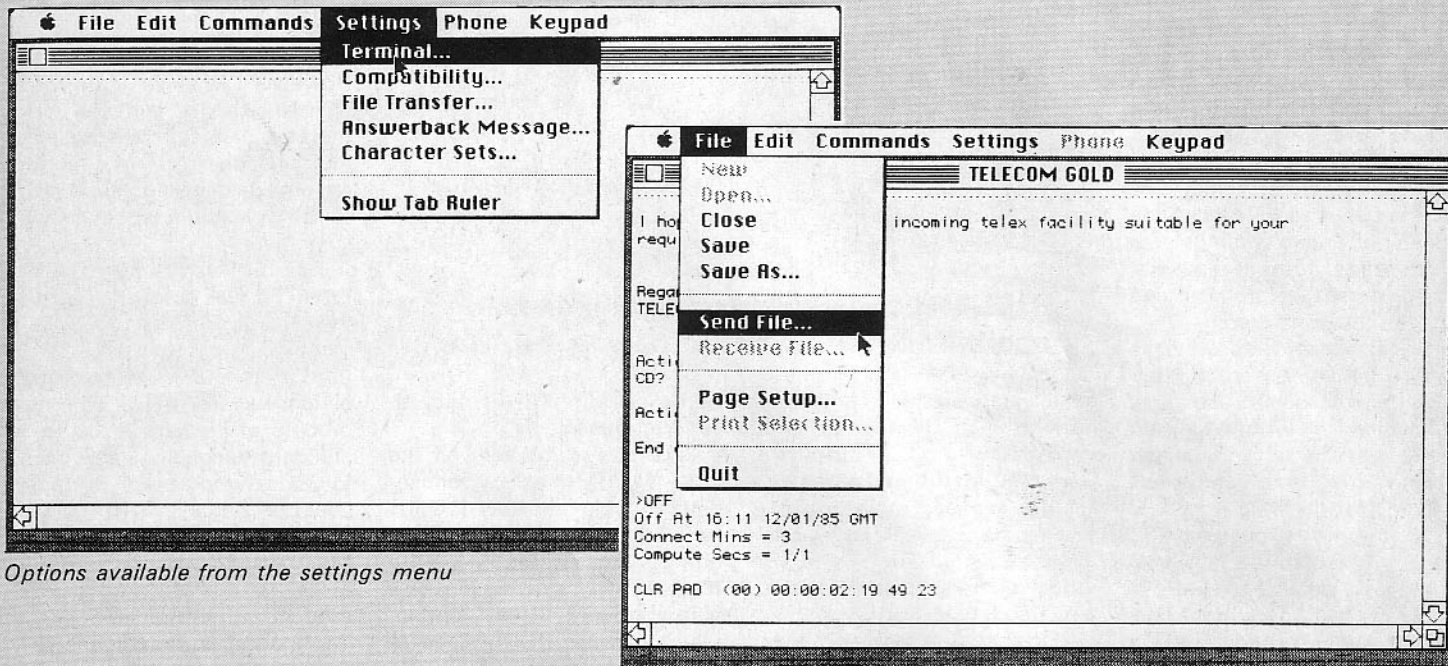 File Edit Commands Settings Phone Keypad
Terminal...
Compatibility...
File Transfer...
Answerback Message...
Character Sets...
Show Tab Ruler
Options available from the settings menu
File Edit Commands Settings Phone Keypad
TELECOM GOLD
New
Open...
Close
Save
Save As...
Send File...
Receive File...
Page Setup...
Print Selection...
Quit
I incoming telex facility suitable for your
CD?
End
>OFF
Off At 16:11 12/01/85 GMT
Connect Mins = 3
Compute Secs = 1/1
CLR PAD (00) 00:00:02:19 49 23